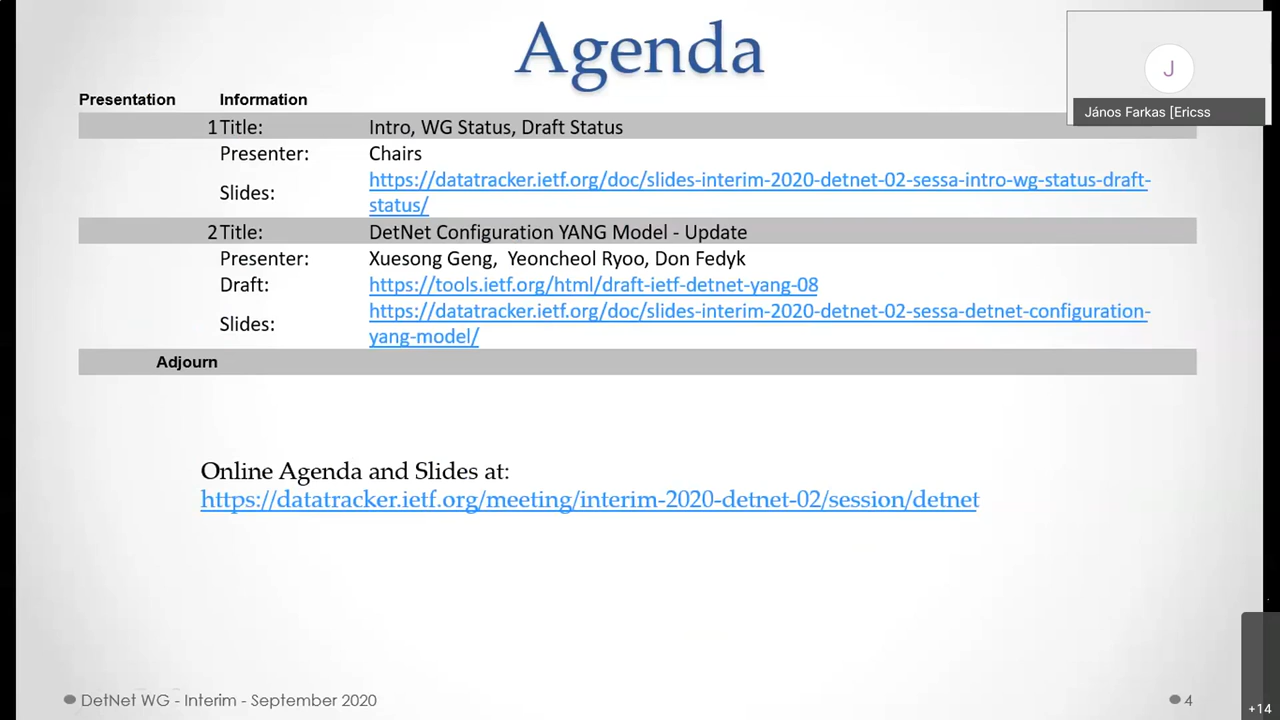 Agenda
J
János Farkas [Ericss
Presentation Information
1 Title: Intro, WG Status, Draft Status
Presenter: Chairs
Slides: https://datatracker.ietf.org/doc/slides-interim-2020-detnet-02-sessa-intro-wg-status-draft-
status/
2 Title: DetNet Configuration YANG Model - Update
Presenter: Xuesong Geng, Yeoncheol Ryoo, Don Fedyk
Draft: https://tools.ietf.org/html/draft-ietf-detnet-yang-08
Slides: https://datatracker.ietf.org/doc/slides-interim-2020-detnet-02-sessa-detnet-configuration-
yang-model/
Adjourn
Online Agenda and Slides at:
https://datatracker.ietf.org/meeting/interim-2020-detnet-02/session/detnet
DetNet WG - Interim - September 2020
4
+14